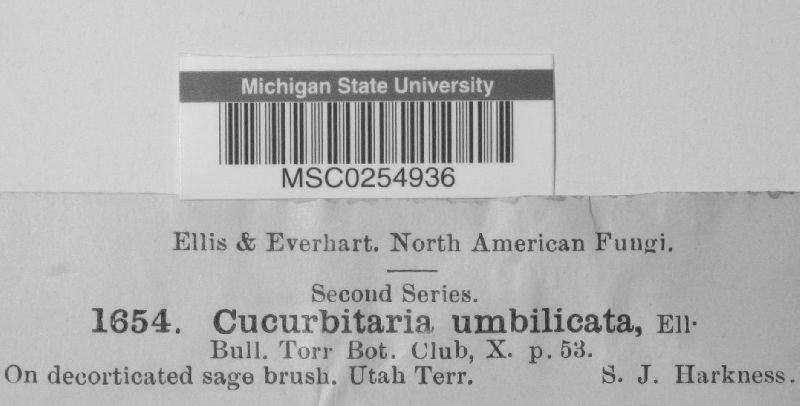 Michigan State University
MSC0254936
Ellis & Everhart. North American Fungi.
Second Series.
1654. Cucurbitaria umbilicata, Ell.
Bull. Torr Bot. Club, X. p. 53.
On decorticated sage brush. Utah Terr. S. J. Harkness.